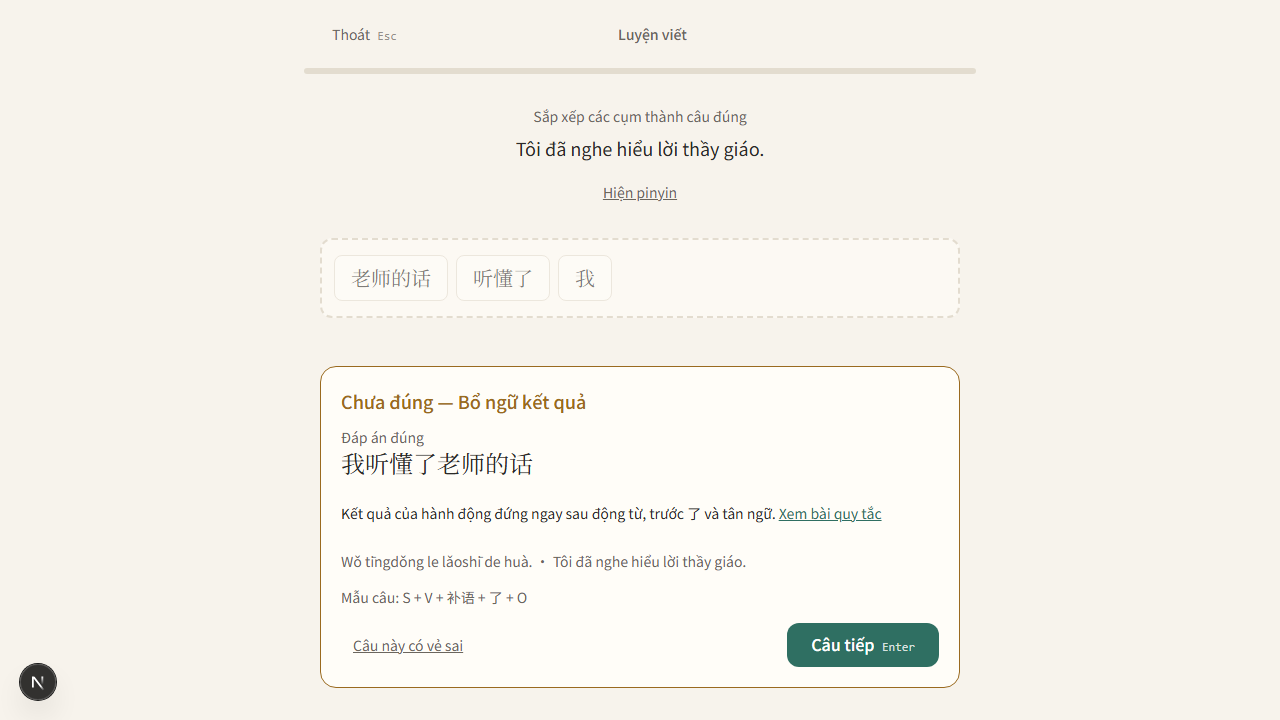 Thoát Esc
Luyện viết
Sắp xếp các cụm thành câu đúng
Tôi đã nghe hiểu lời thầy giáo.
Hiện pinyin
老师的话 听懂了 我
Chưa đúng — Bổ ngữ kết quả
Đáp án đúng
我听懂了老师的话
Kết quả của hành động đứng ngay sau động từ, trước 了 và tân ngữ. Xem bài quy tắc
Wǒ tīngdǒng le lǎoshī de huà. • Tôi đã nghe hiểu lời thầy giáo.
Mẫu câu: S + V + 补语 + 了 + O
Câu này có vẻ sai
Câu tiếp Enter
N